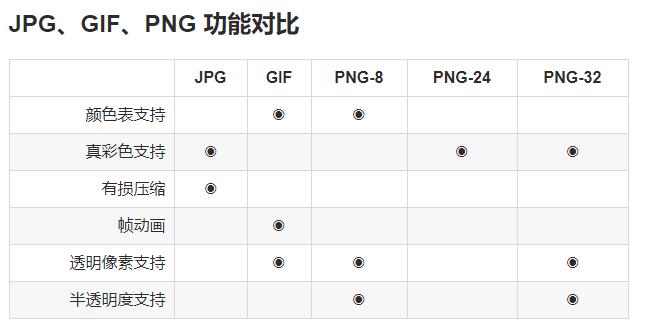 JPG、GIF、PNG 功能对比
JPG GIF PNG-8 PNG-24 PNG-32
颜色表支持 ◉ ◉
真彩色支持 ◉ ◉ ◉
有损压缩 ◉
帧动画 ◉
透明像素支持 ◉ ◉ ◉
半透明度支持 ◉ ◉